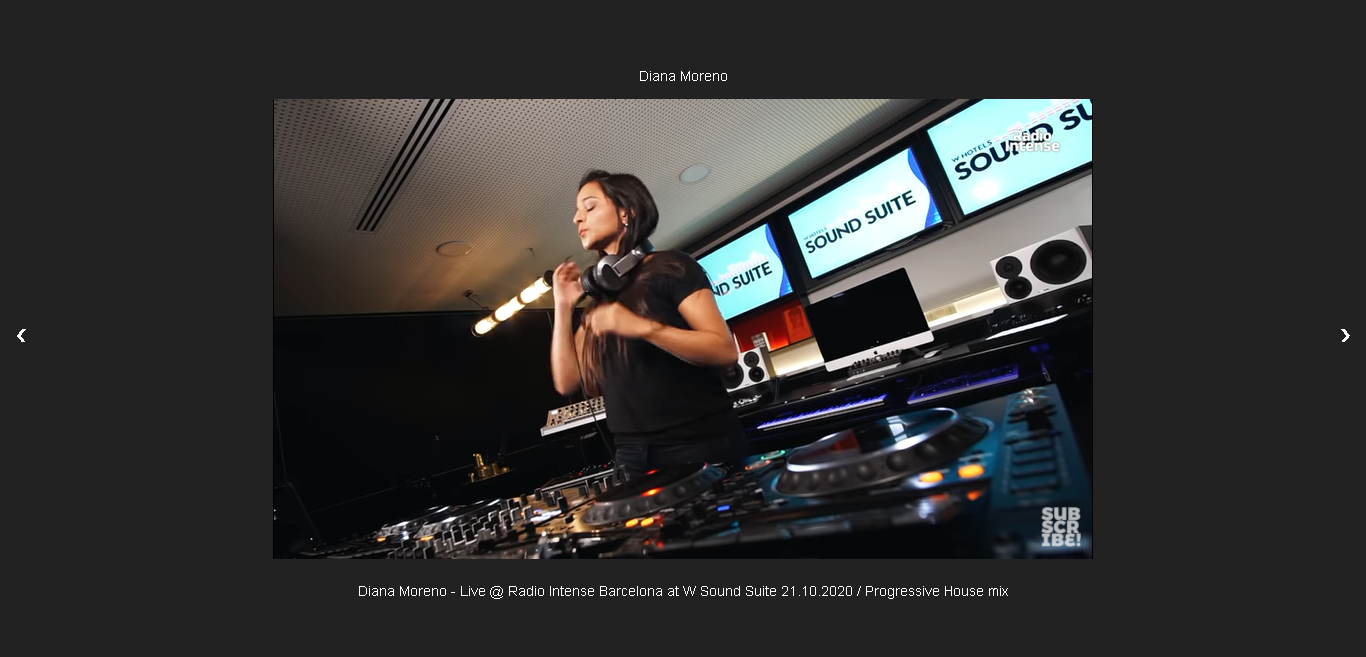 Diana Moreno
Radio
Intense
W HOTELS
SOUND SU
W HOTELS
SOUND SUITE
ND SUITE
SUB
SCR
IBE!
Diana Moreno - Live @ Radio Intense Barcelona at W Sound Suite 21.10.2020 / Progressive House mix